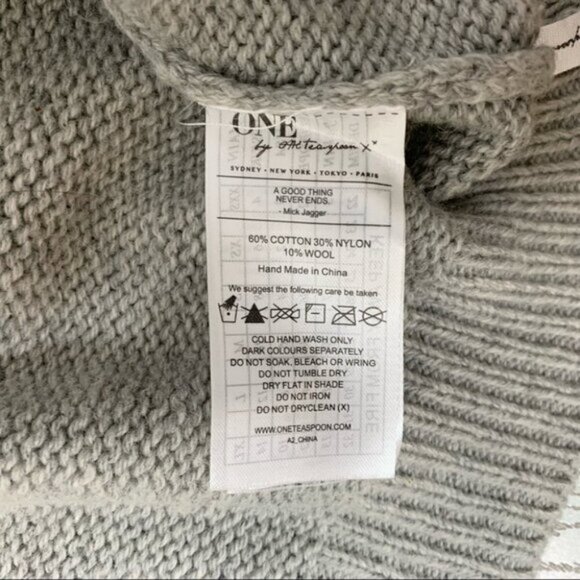 ONE
by One Teaspoon X
SYDNEY • NEW YORK • TOKYO • PARIS
A GOOD THING
NEVER ENDS.
- Mick Jagger
60% COTTON 30% NYLON
10% WOOL
Hand Made in China
We suggest the following care be taken
COLD HAND WASH ONLY
DARK COLOURS SEPARATELY
DO NOT SOAK, BLEACH OR WRING
DO NOT TUMBLE DRY
DRY FLAT IN SHADE
DO NOT IRON
DO NOT DRYCLEAN (X)
WWW.ONETEASPOON.COM
A2_CHINA